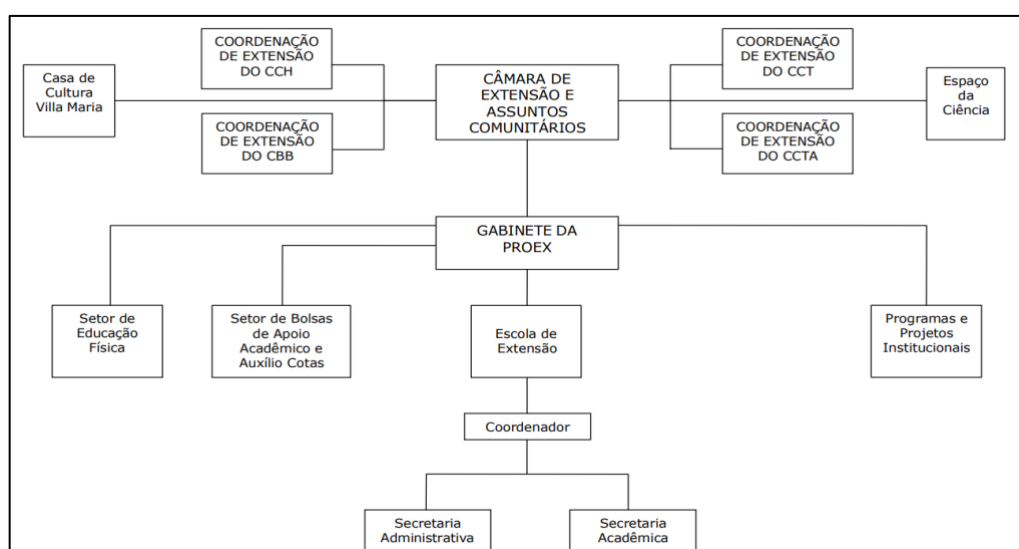 COORDENAÇÃO
DE EXTENSÃO
DO CCH
COORDENAÇÃO
DE EXTENSÃO
DO CCT
Casa de
Cultura
Villa Maria
CÂMARA DE
EXTENSÃO E
ASSUNTOS
COMUNITÁRIOS
Espaço
da
Ciência
COORDENAÇÃO
DE EXTENSÃO
DO CBB
COORDENAÇÃO
DE EXTENSÃO
DO CCTA
GABINETE DA
PROEX
Setor de
Educação
Física
Setor de Bolsas
de Apoio
Acadêmico e
Auxílio Cotas
Escola de
Extensão
Programas e
Projetos
Institucionais
Coordenador
Secretaria
Administrativa
Secretaria
Acadêmica